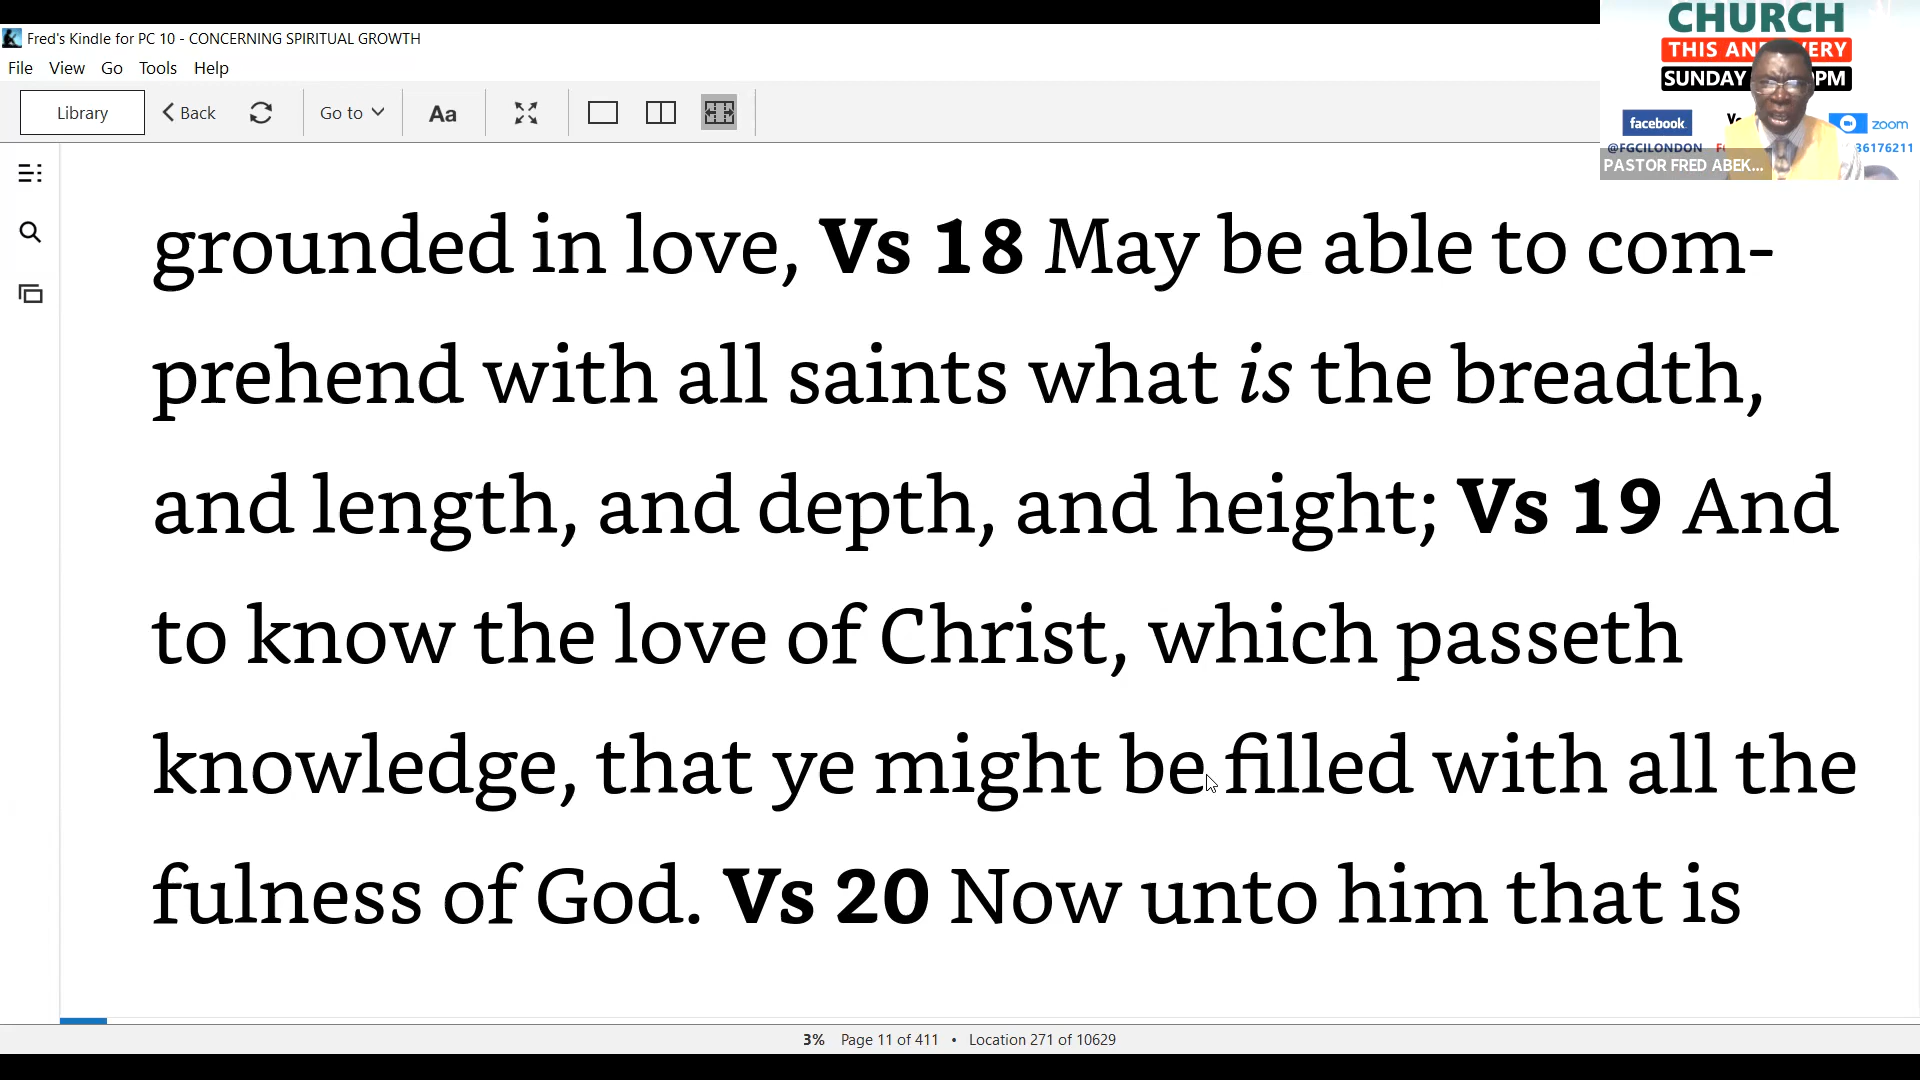 Fred's Kindle for PC 10 - CONCERNING SPIRITUAL GROWTH
File View Go Tools Help
Library Back Go to Aa
CHURCH
THIS AND
SUNDAY PM
facebook zoom
@FGCILONDON 36176211
PASTOR FRED ABEK...
grounded in love, Vs 18 May be able to com-
prehend with all saints what is the breadth,
and length, and depth, and height; Vs 19 And
to know the love of Christ, which passeth
knowledge, that ye might be filled with all the
fulness of God. Vs 20 Now unto him that is
3% Page 11 of 411 • Location 271 of 10629